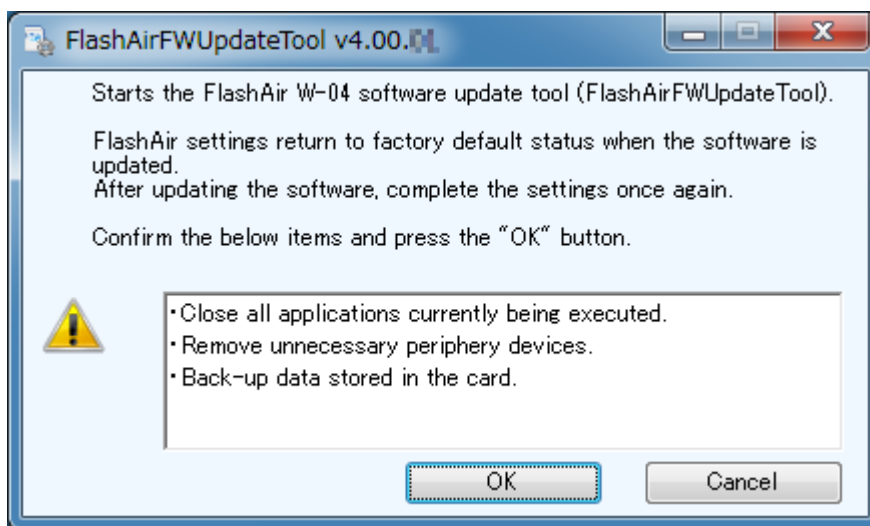 FlashAirFWUpdateTool v4.00.
Starts the FlashAir W-04 software update tool (FlashAirFWUpdateTool).
FlashAir settings return to factory default status when the software is
updated.
After updating the software, complete the settings once again.
Confirm the below items and press the "OK" button.
・Close all applications currently being executed.
・Remove unnecessary periphery devices.
・Back-up data stored in the card.
OK
Cancel